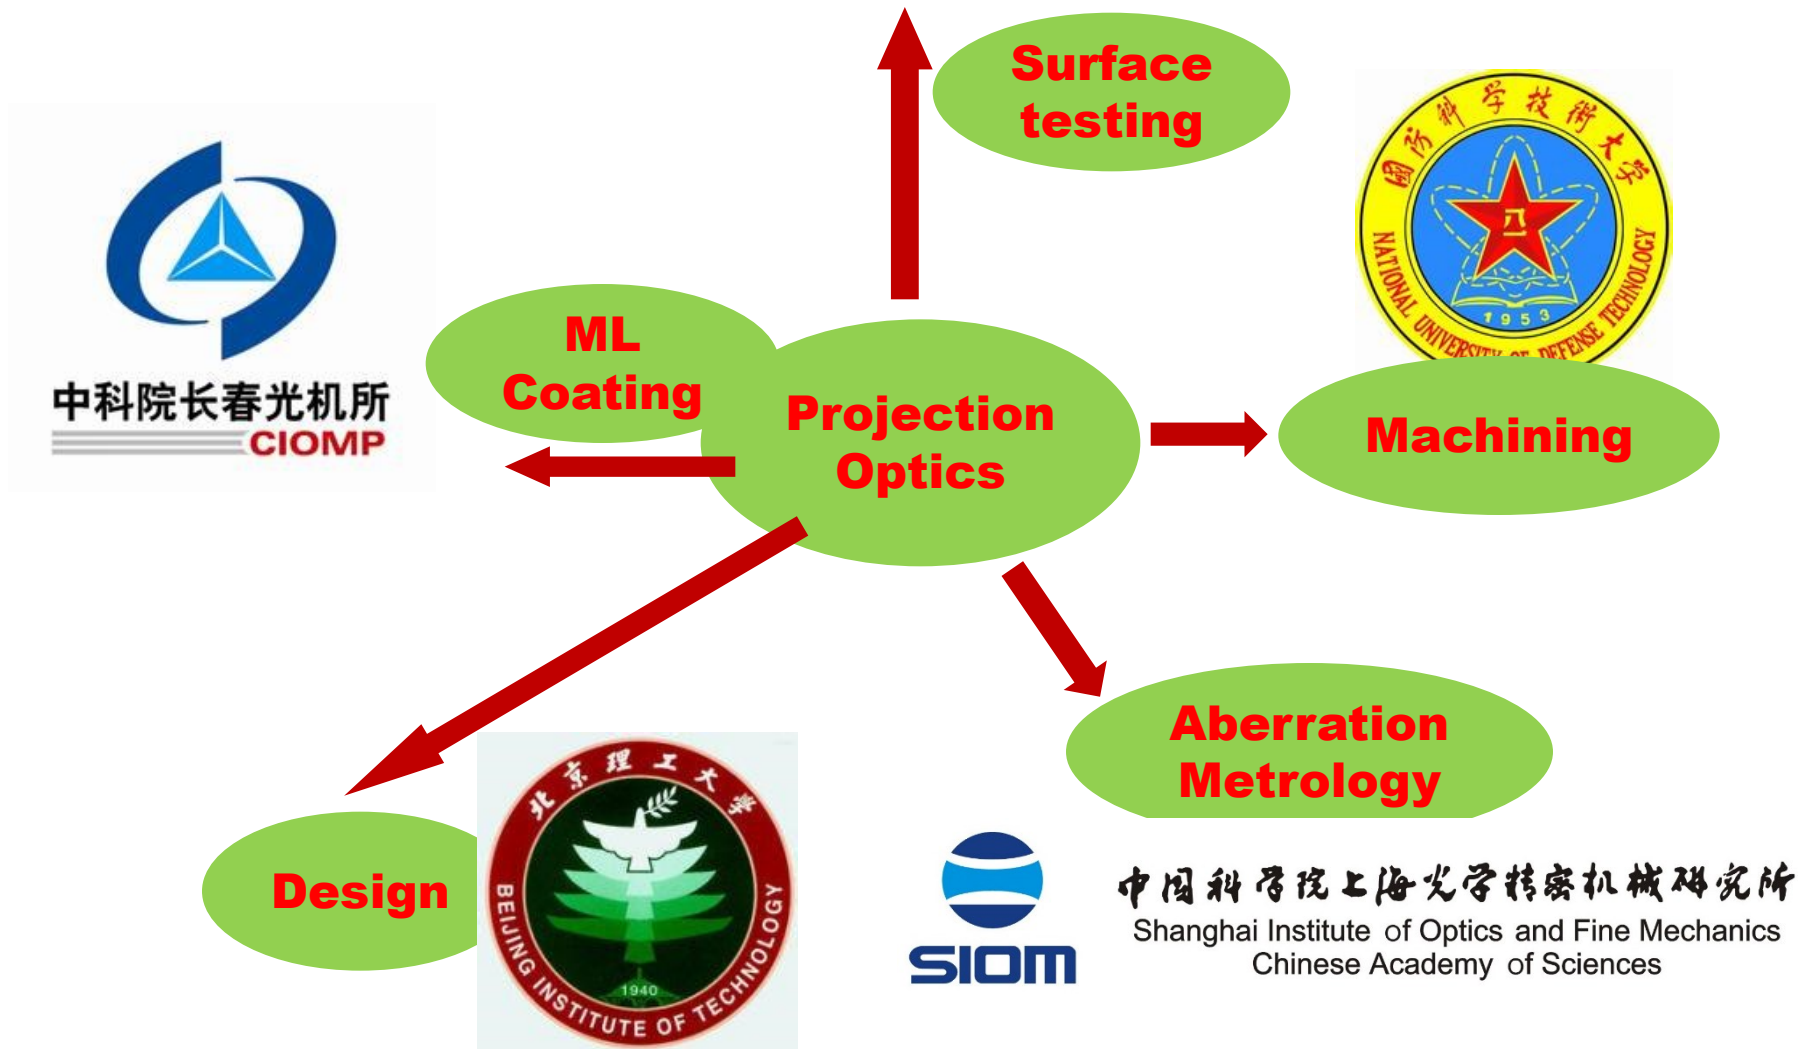 Surface
testing
國防科学技術大学
NATIONAL UNIVERSITY OF DEFENSE TECHNOLOGY
八一
1953
中科院长春光机所
CIOMP
ML
Coating
Projection
Optics
Machining
Aberration
Metrology
Design
北京理工大学
BEIJING INSTITUTE OF TECHNOLOGY
1940
SIOM
中国科学院上海光学精密机械研究所
Shanghai Institute of Optics and Fine Mechanics
Chinese Academy of Sciences